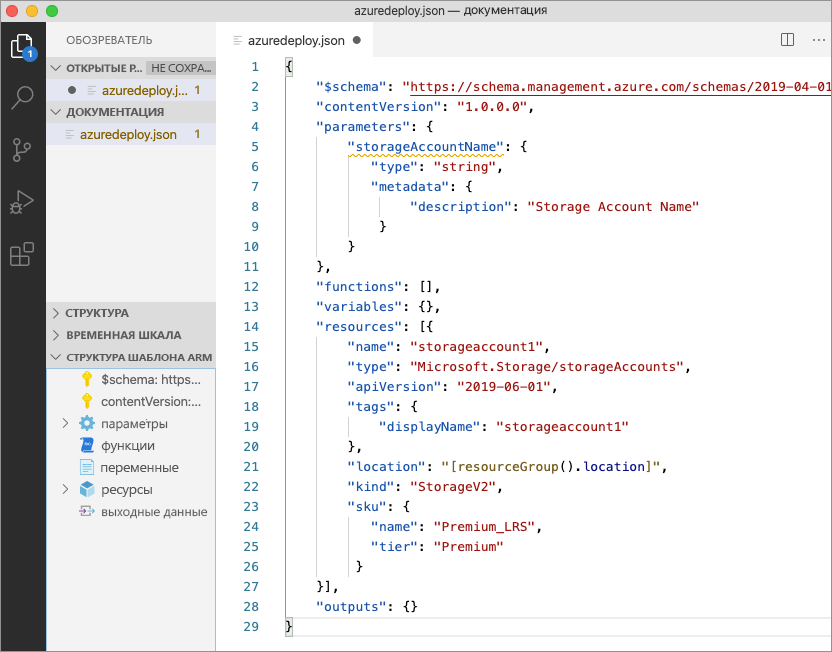 azuredeploy.json — документация
1
ОБОЗРЕВАТЕЛЬ
ОТКРЫТЫЕ Р... НЕ СОХРА...
azuredeploy.j... 1
ДОКУМЕНТАЦИЯ
azuredeploy.json 1
СТРУКТУРА
ВРЕМЕННАЯ ШКАЛА
СТРУКТУРА ШАБЛОНА ARM
$schema: https...
contentVersion:...
параметры
функции
переменные
ресурсы
выходные данные
azuredeploy.json
1 {
2 "$schema": "https://schema.management.azure.com/schemas/2019-04-01
3 "contentVersion": "1.0.0.0",
4 "parameters": {
5 "storageAccountName": {
6 "type": "string",
7 "metadata": {
8 "description": "Storage Account Name"
9 }
10 }
11 },
12 "functions": [],
13 "variables": {},
14 "resources": [{
15 "name": "storageaccount1",
16 "type": "Microsoft.Storage/storageAccounts",
17 "apiVersion": "2019-06-01",
18 "tags": {
19 "displayName": "storageaccount1"
20 },
21 "location": "[resourceGroup().location]",
22 "kind": "StorageV2",
23 "sku": {
24 "name": "Premium_LRS",
25 "tier": "Premium"
26 }
27 }],
28 "outputs": {}
29 }